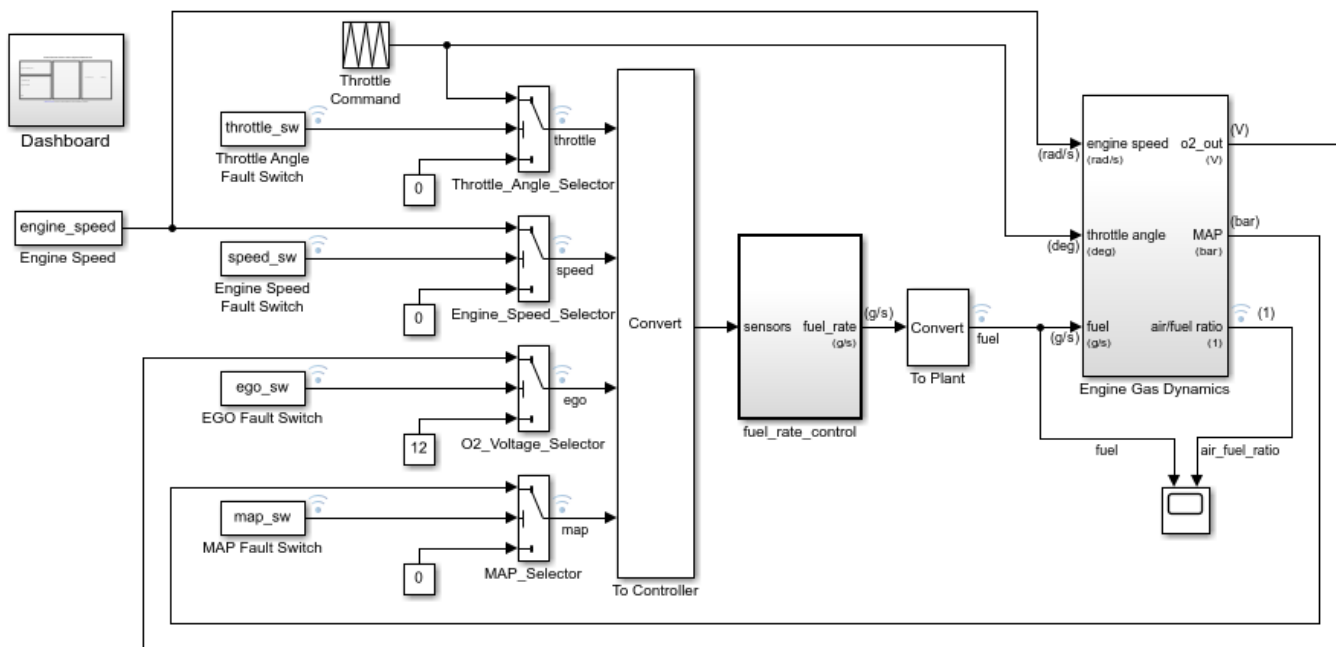 Dashboard
Throttle
Command
throttle_sw
Throttle Angle
Fault Switch
0
throttle
Throttle_Angle_Selector
engine_speed
Engine Speed
speed_sw
Engine Speed
Fault Switch
0
speed
Engine_Speed_Selector
ego_sw
EGO Fault Switch
12
ego
O2_Voltage_Selector
map_sw
MAP Fault Switch
0
map
MAP_Selector
Convert
To Controller
sensors
fuel_rate
(g/s)
fuel_rate_control
(g/s)
Convert
To Plant
fuel
(rad/s)
engine speed
(rad/s)
o2_out
(V)
(V)
(deg)
throttle angle
(deg)
MAP
(bar)
(bar)
(g/s)
fuel
(g/s)
air/fuel ratio
(1)
(1)
Engine Gas Dynamics
fuel
air_fuel_ratio